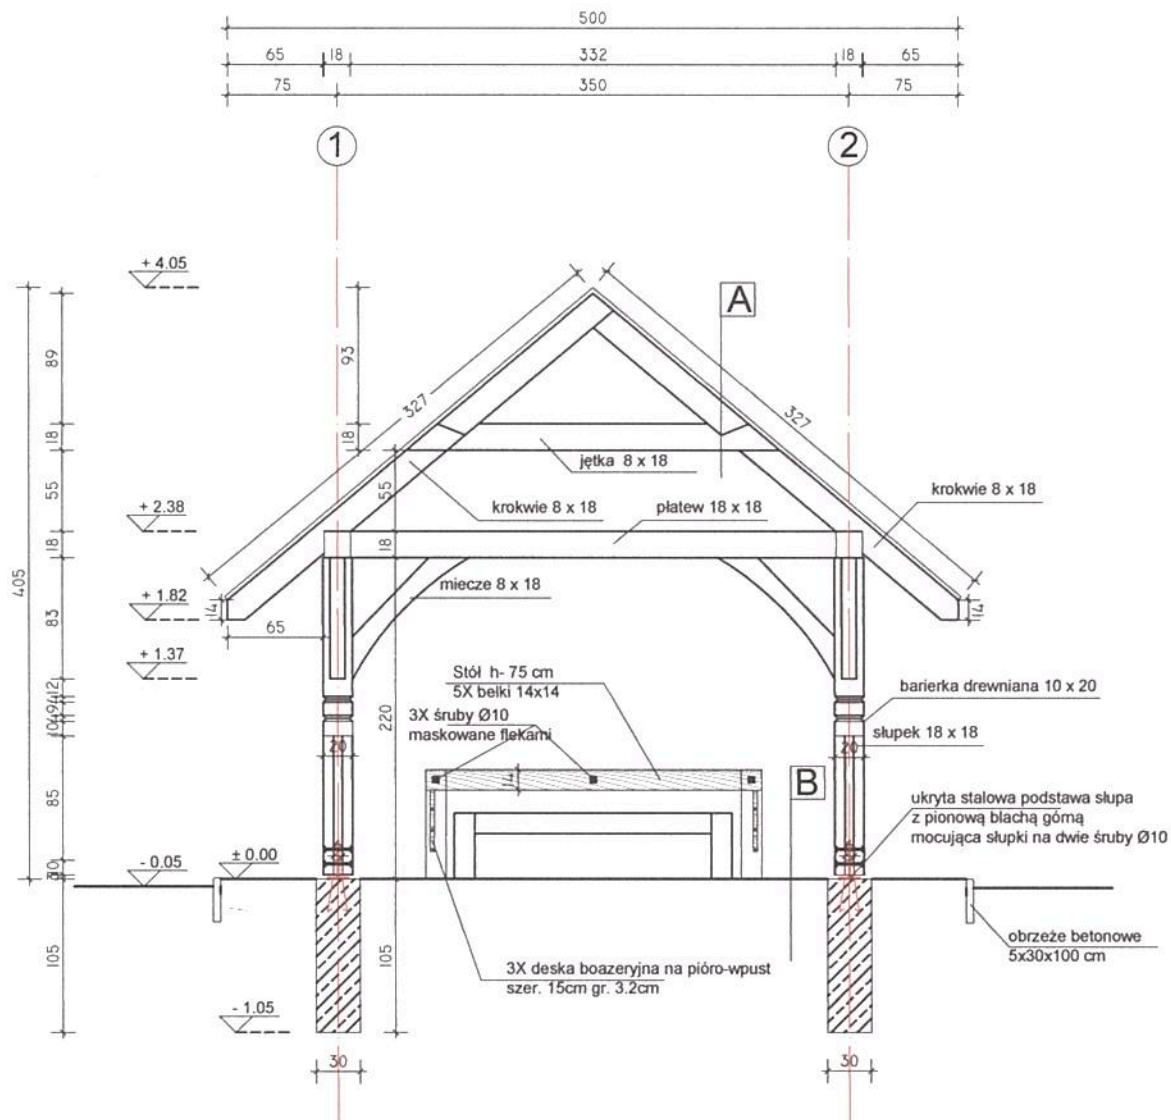 500
65 18 332 18 65
75 350 75
1 2
+ 4.05
A
89
93
327 327
18 18
jętka 8 x 18
55 55
krokwie 8 x 18
krokwie 8 x 18
płatew 18 x 18
+ 2.38
18 18
405
miecze 8 x 18
+ 1.82
14 14
83
65
+ 1.37
Stół h- 75 cm
5X belki 14x14
barierka drewniana 10 x 20
12
3X śruby Ø10
maskowane flekami
220
słupek 18 x 18
20 20
14
B
85
ukryta stalowa podstawa słupa
z pionową blachą górną
mocująca słupki na dwie śruby Ø10
- 0.05
± 0.00
105 105
obrzeże betonowe
5x30x100 cm
3X deska boazeryjna na pióro-wpust
szer. 15cm gr. 3.2cm
- 1.05
30 30